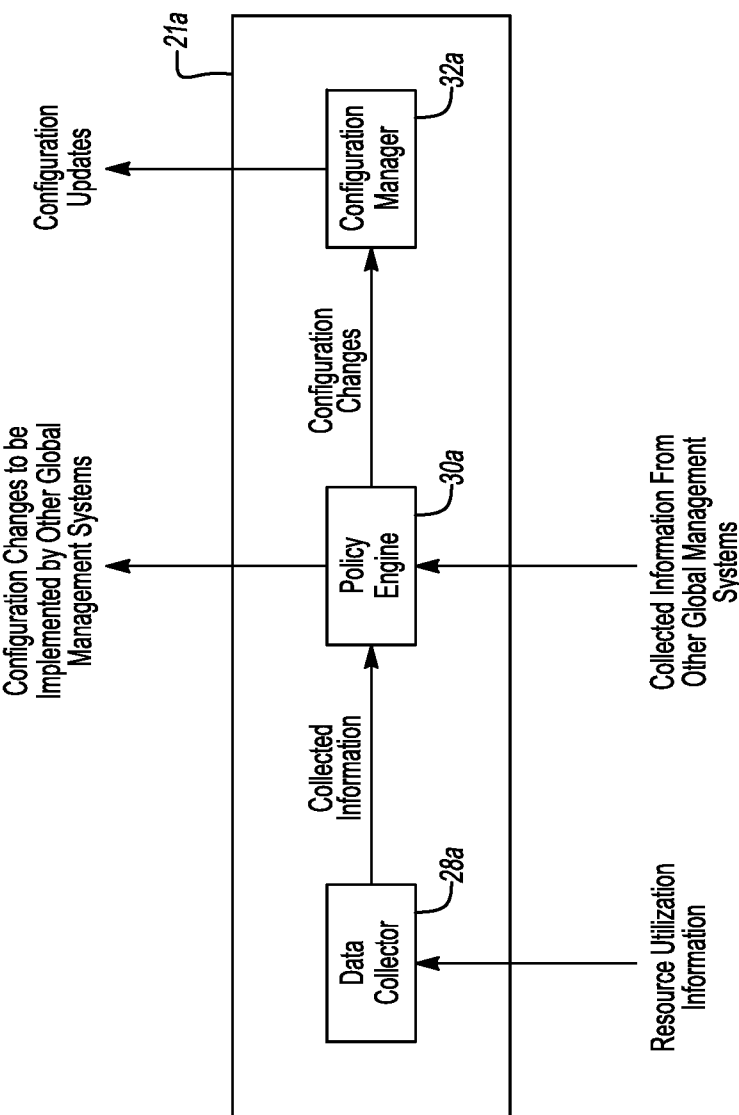 Configuration Changes to be
Implemented by Other Global
Management Systems
Configuration
Updates
21a
Collected
Information
Configuration
Changes
Data
Collector
28a
Policy
Engine
30a
Configuration
Manager
32a
Resource Utilization
Information
Collected Information From
Other Global Management
Systems